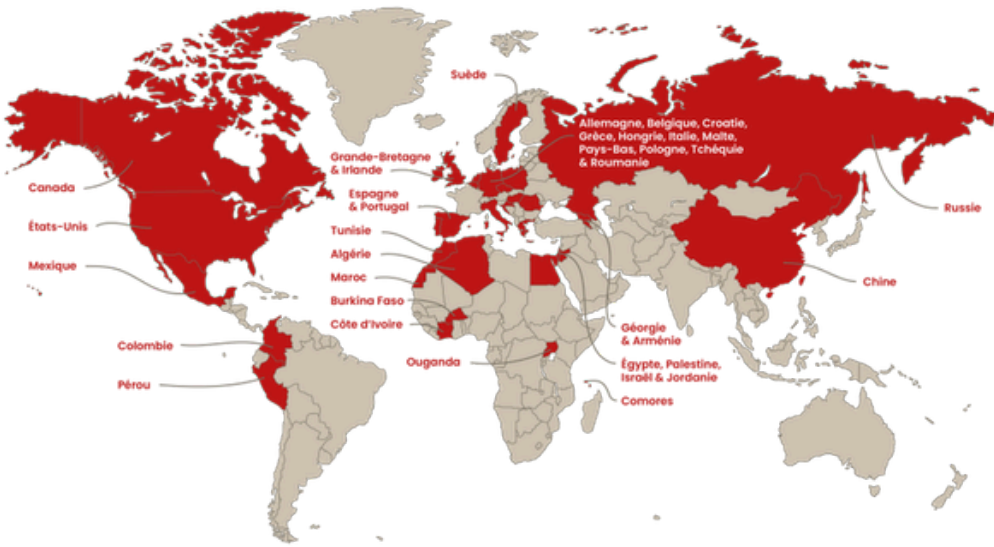 Suède
Allemagne, Belgique, Croatie,
Grèce, Hongrie, Italie, Malte,
Pays-Bas, Pologne, Tchéquie
& Roumanie
Grande-Bretagne
& Irlande
Canada
Espagne
& Portugal
Russie
États-Unis
Tunisie
Algérie
Mexique
Maroc
Chine
Burkina Faso
Côte d'Ivoire
Géorgie
& Arménie
Colombie
Ouganda
Égypte, Palestine,
Israël & Jordanie
Pérou
Comores